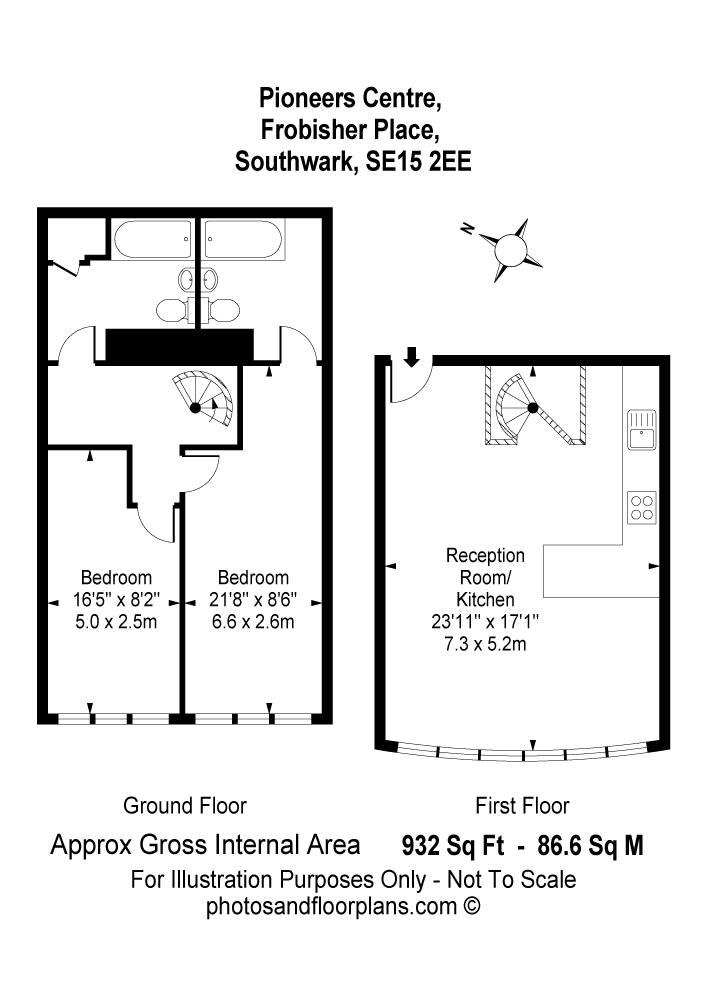 Pioneers Centre,
Frobisher Place,
Southwark, SE15 2EE
N
Bedroom
16'5" x 8'2"
5.0 x 2.5m
Bedroom
21'8" x 8'6"
6.6 x 2.6m
Reception
Room/
Kitchen
23'11" x 17'1"
7.3 x 5.2m
Ground Floor
First Floor
Approx Gross Internal Area 932 Sq Ft - 86.6 Sq M
For Illustration Purposes Only - Not To Scale
photosandfloorplans.com ©